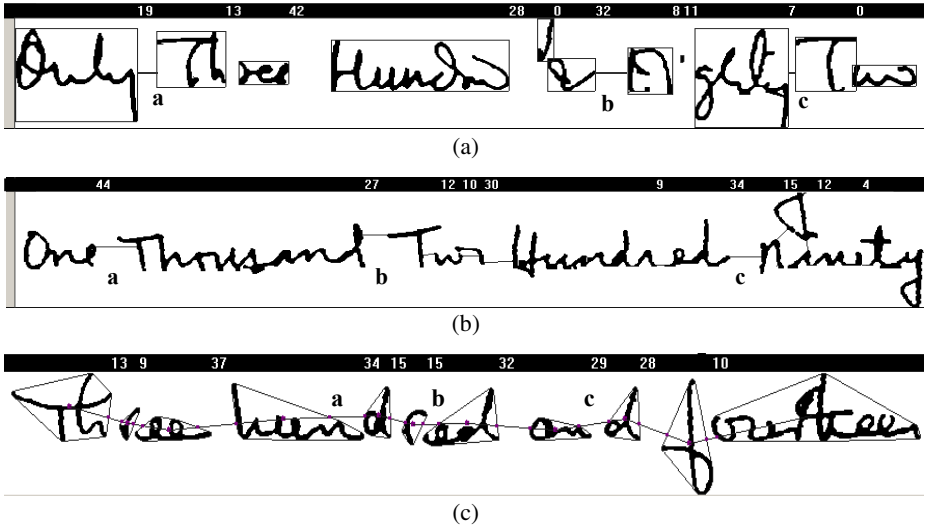 19 13 42 28 0 32 8 11 7 0
Only Three Hundred Eighty Two
a b c
(a)
44 27 12 10 30 9 34 15 12 4
One Thousand Two Hundred Ninety
a b c
(b)
13 9 37 34 15 15 32 29 28 10
a b c
Three hundred and fourteen
(c)